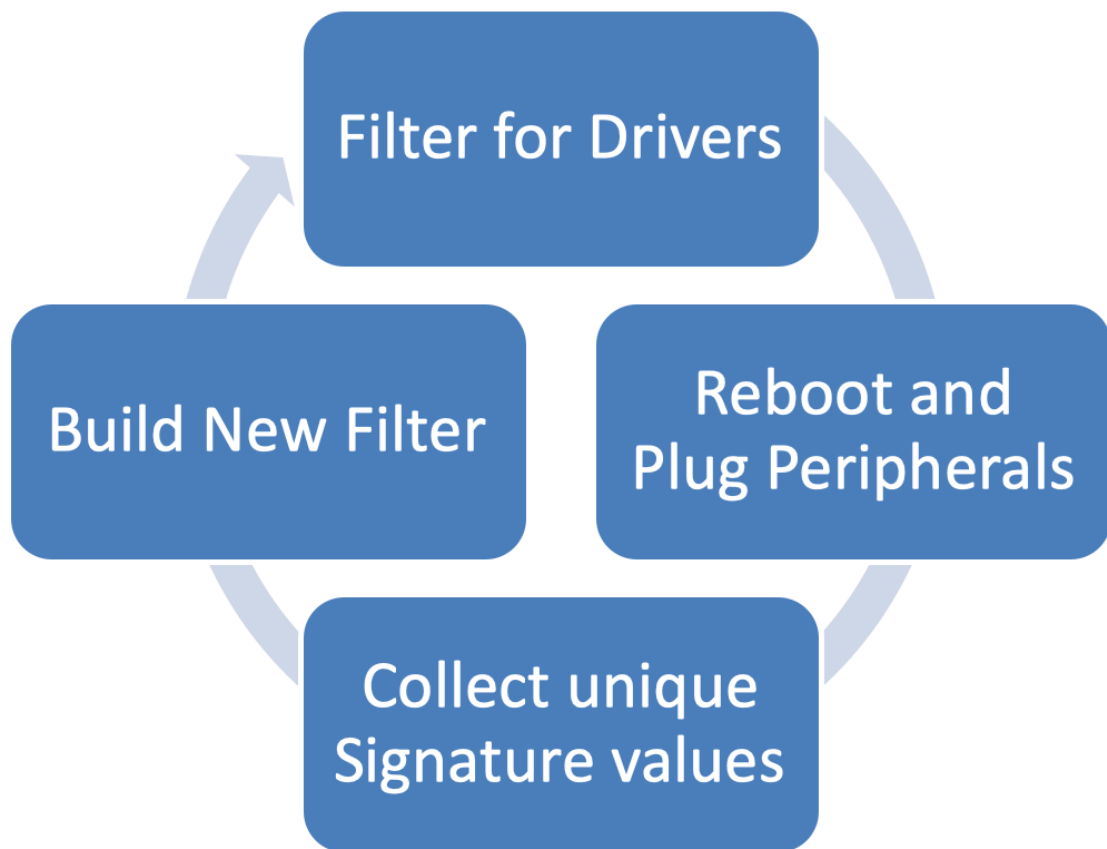 Filter for Drivers
Reboot and
Plug Peripherals
Collect unique
Signature values
Build New Filter